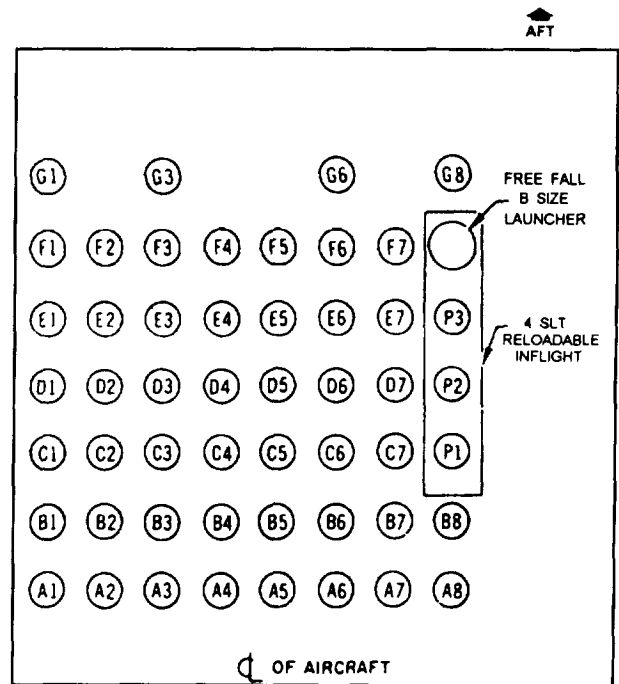 AFT
G1 G3 G6 G8
FREE FALL
B SIZE
LAUNCHER
F1 F2 F3 F4 F5 F6 F7
E1 E2 E3 E4 E5 E6 E7 P3
4 SLT
RELOADABLE
INFLIGHT
D1 D2 D3 D4 D5 D6 D7 P2
C1 C2 C3 C4 C5 C6 C7 P1
B1 B2 B3 B4 B5 B6 B7 B8
A1 A2 A3 A4 A5 A6 A7 A8
℄ OF AIRCRAFT